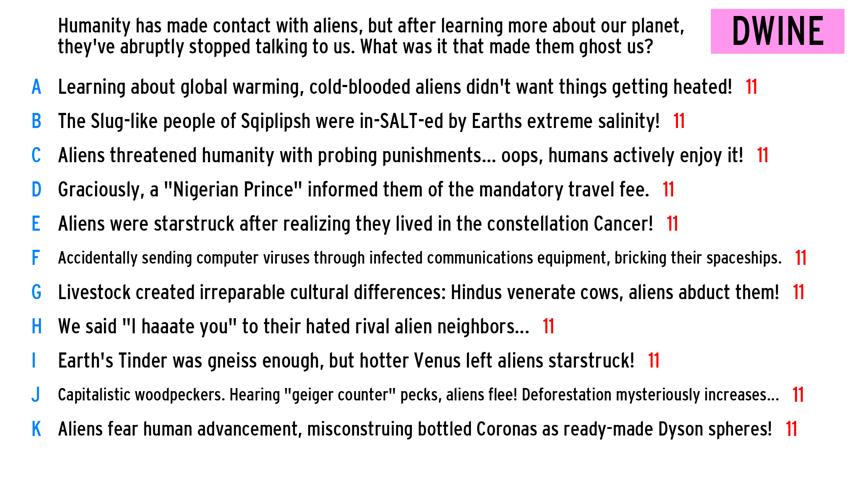 Humanity has made contact with aliens, but after learning more about our planet,
they've abruptly stopped talking to us. What was it that made them ghost us?
DWINE
A Learning about global warming, cold-blooded aliens didn't want things getting heated! 11
B The Slug-like people of Sqiplipsh were in-SALT-ed by Earths extreme salinity! 11
C Aliens threatened humanity with probing punishments... oops, humans actively enjoy it! 11
D Graciously, a "Nigerian Prince" informed them of the mandatory travel fee. 11
E Aliens were starstruck after realizing they lived in the constellation Cancer! 11
F Accidentally sending computer viruses through infected communications equipment, bricking their spaceships. 11
G Livestock created irreparable cultural differences: Hindus venerate cows, aliens abduct them! 11
H We said "I haaate you" to their hated rival alien neighbors... 11
I Earth's Tinder was gneiss enough, but hotter Venus left aliens starstruck! 11
J Capitalistic woodpeckers. Hearing "geiger counter" pecks, aliens flee! Deforestation mysteriously increases... 11
K Aliens fear human advancement, misconstruing bottled Coronas as ready-made Dyson spheres! 11